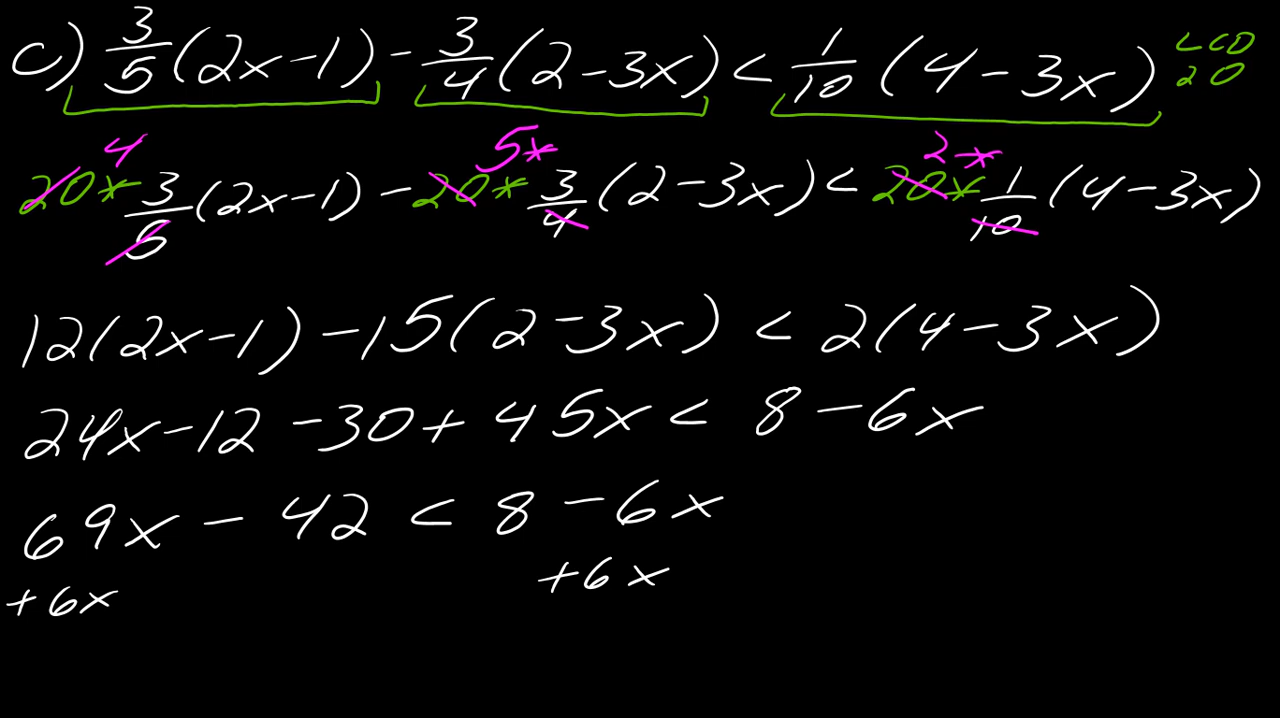 c) 3/5 (2x-1) - 3/4 (2-3x) < 1/10 (4-3x) LCD 20
4 5* 2*
20* 3/5 (2x-1) - 20* 3/4 (2-3x) < 20* 1/10 (4-3x)
12(2x-1) -15(2-3x) < 2(4-3x)
24x-12 -30+45x < 8-6x
69x - 42 < 8-6x
+6x +6x